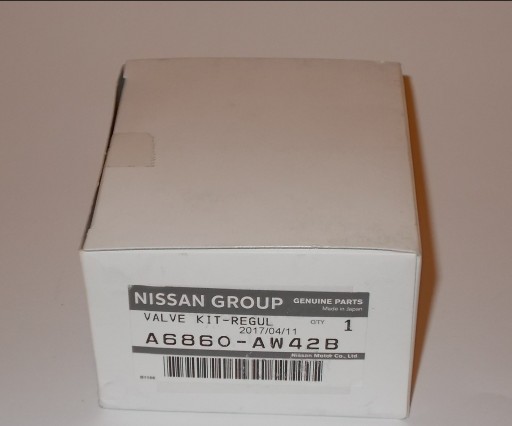 NISSAN GROUP GENUINE PARTS
Made in Japan
VALVE KIT-REGUL QTY 1
2017/04/11
A6860-AW42B
Nissan Motor Co., Ltd.